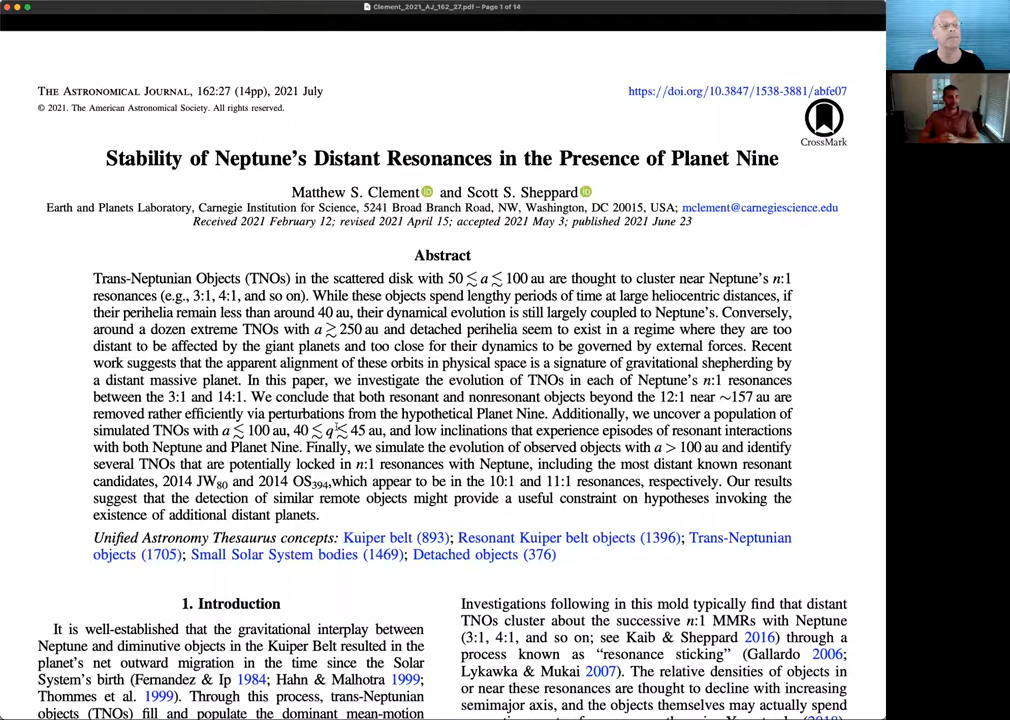 Clement_2021_AJ_162_27.pdf – Page 1 of 14
THE ASTRONOMICAL JOURNAL, 162:27 (14pp), 2021 July
https://doi.org/10.3847/1538-3881/abfe07
© 2021. The American Astronomical Society. All rights reserved.
CrossMark
Stability of Neptune's Distant Resonances in the Presence of Planet Nine
Matthew S. Clement and Scott S. Sheppard
Earth and Planets Laboratory, Carnegie Institution for Science, 5241 Broad Branch Road, NW, Washington, DC 20015, USA; mclement@carnegiescience.edu
Received 2021 February 12; revised 2021 April 15; accepted 2021 May 3; published 2021 June 23
Abstract
Trans-Neptunian Objects (TNOs) in the scattered disk with 50 ≲ a ≲ 100 au are thought to cluster near Neptune's n:1
resonances (e.g., 3:1, 4:1, and so on). While these objects spend lengthy periods of time at large heliocentric distances, if
their perihelia remain less than around 40 au, their dynamical evolution is still largely coupled to Neptune's. Conversely,
around a dozen extreme TNOs with a ≳ 250 au and detached perihelia seem to exist in a regime where they are too
distant to be affected by the giant planets and too close for their dynamics to be governed by external forces. Recent
work suggests that the apparent alignment of these orbits in physical space is a signature of gravitational shepherding by
a distant massive planet. In this paper, we investigate the evolution of TNOs in each of Neptune's n:1 resonances
between the 3:1 and 14:1. We conclude that both resonant and nonresonant objects beyond the 12:1 near ∼157 au are
removed rather efficiently via perturbations from the hypothetical Planet Nine. Additionally, we uncover a population of
simulated TNOs with a ≲ 100 au, 40 ≲ q ≲ 45 au, and low inclinations that experience episodes of resonant interactions
with both Neptune and Planet Nine. Finally, we simulate the evolution of observed objects with a > 100 au and identify
several TNOs that are potentially locked in n:1 resonances with Neptune, including the most distant known resonant
candidates, 2014 JW80 and 2014 OS394,which appear to be in the 10:1 and 11:1 resonances, respectively. Our results
suggest that the detection of similar remote objects might provide a useful constraint on hypotheses invoking the
existence of additional distant planets.
Unified Astronomy Thesaurus concepts: Kuiper belt (893); Resonant Kuiper belt objects (1396); Trans-Neptunian
objects (1705); Small Solar System bodies (1469); Detached objects (376)
1. Introduction
It is well-established that the gravitational interplay between
Neptune and diminutive objects in the Kuiper Belt resulted in the
planet's net outward migration in the time since the Solar
System's birth (Fernandez & Ip 1984; Hahn & Malhotra 1999;
Thommes et al. 1999). Through this process, trans-Neptunian
objects (TNOs) fill and populate the dominant mean-motion
Investigations following in this mold typically find that distant
TNOs cluster about the successive n:1 MMRs with Neptune
(3:1, 4:1, and so on; see Kaib & Sheppard 2016) through a
process known as "resonance sticking" (Gallardo 2006;
Lykawka & Mukai 2007). The relative densities of objects in
or near these resonances are thought to decline with increasing
semimajor axis, and the objects themselves may actually spend